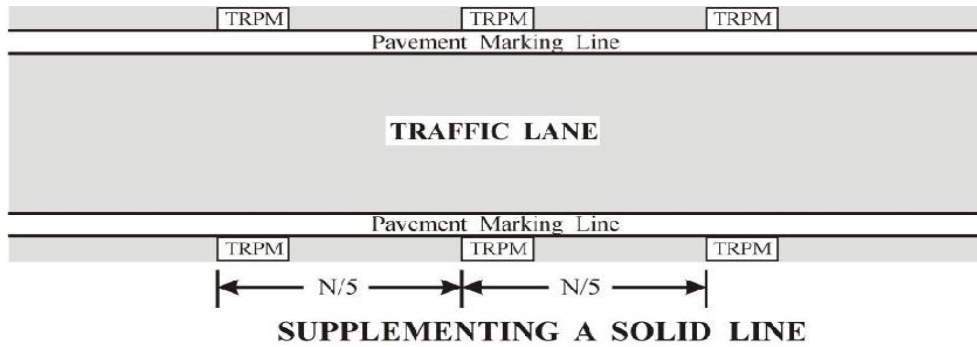 TRPM TRPM TRPM
Pavement Marking Line
TRAFFIC LANE
Pavement Marking Line
TRPM TRPM TRPM
N/5 N/5
SUPPLEMENTING A SOLID LINE